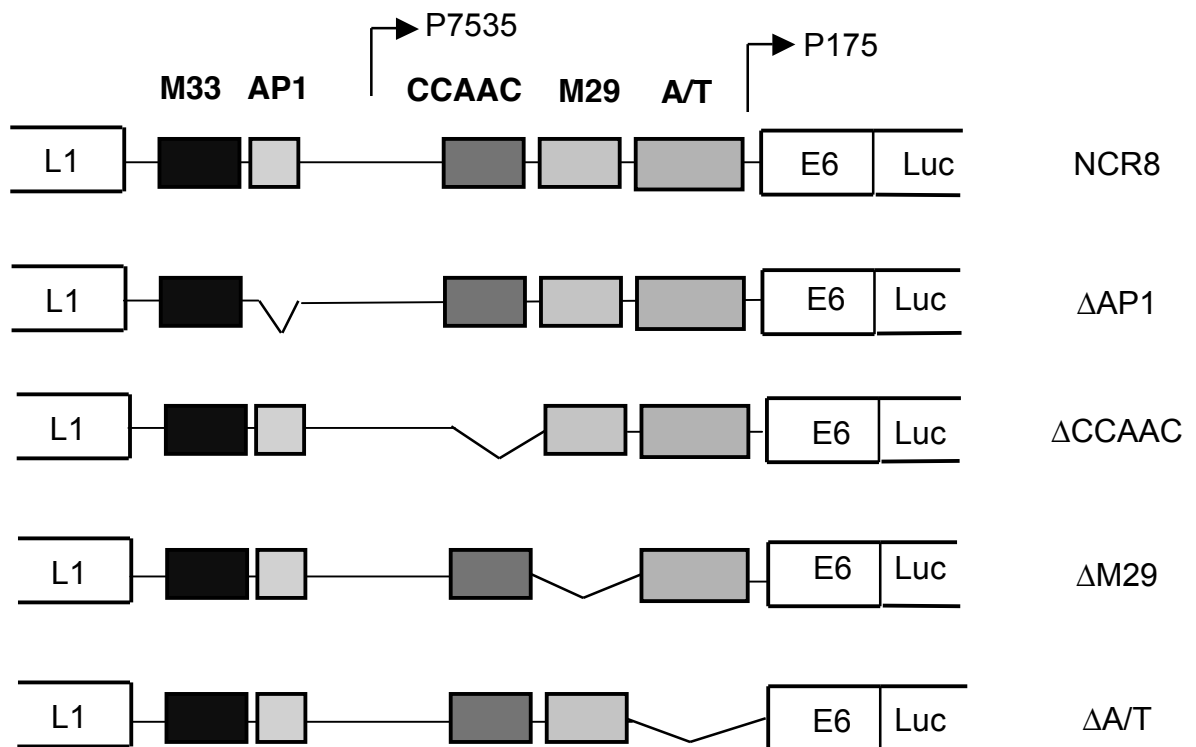 P7535
P175
M33 AP1 CCAAC M29 A/T
L1 E6 Luc NCR8
L1 E6 Luc ΔAP1
L1 E6 Luc ΔCCAAC
L1 E6 Luc ΔM29
L1 E6 Luc ΔA/T